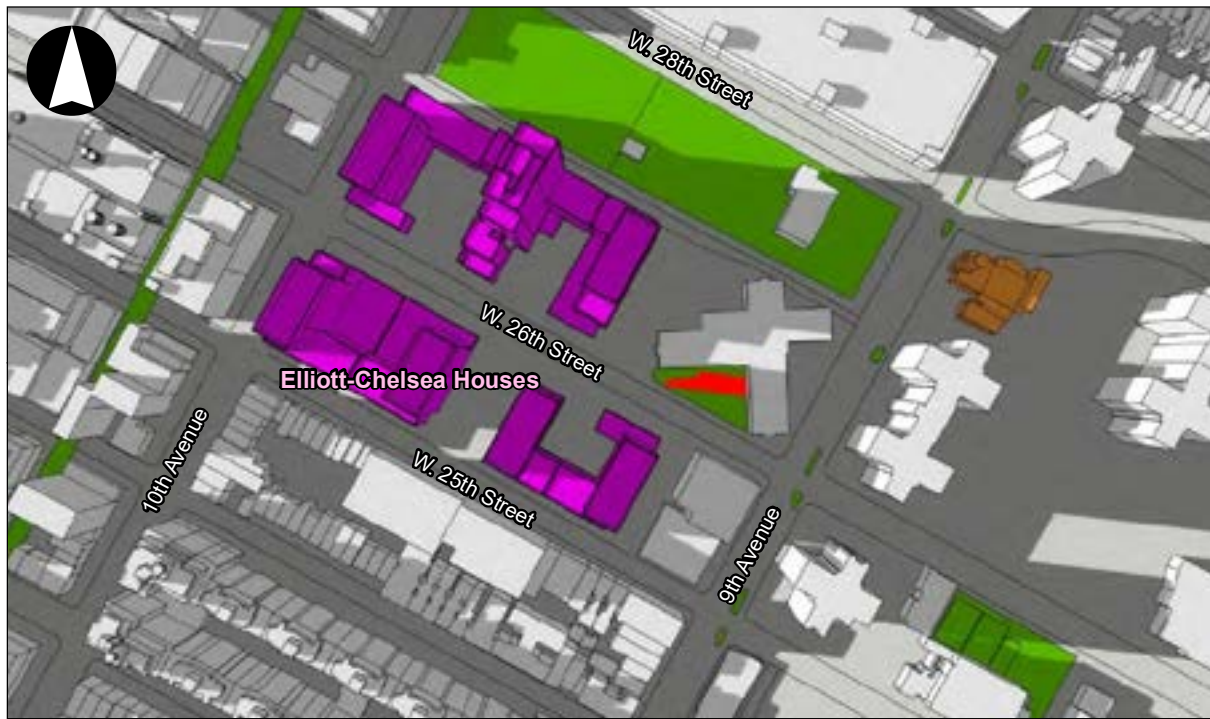 W. 28th Street
W. 26th Street
Elliott-Chelsea Houses
10th Avenue
W. 25th Street
9th Avenue